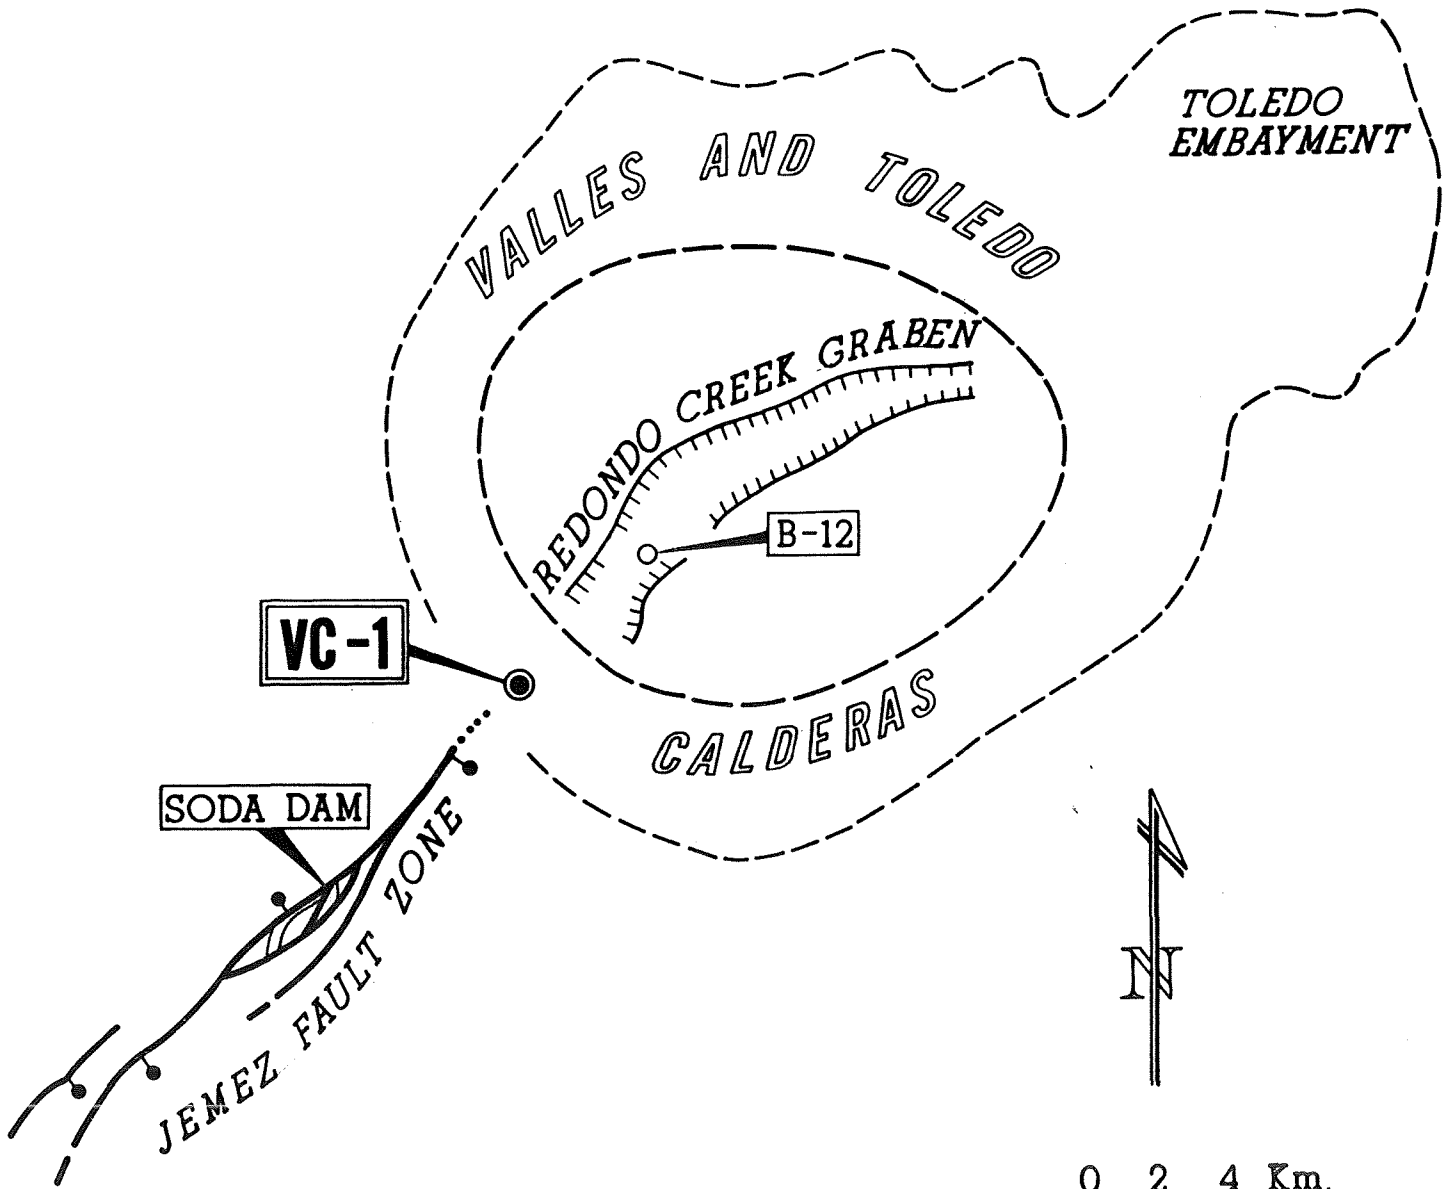 TOLEDO
EMBAYMENT
VALLES AND TOLEDO
REDONDO CREEK GRABEN
B-12
VC-1
CALDERAS
SODA DAM
JEMEZ FAULT ZONE
N
0 2 4 Km.